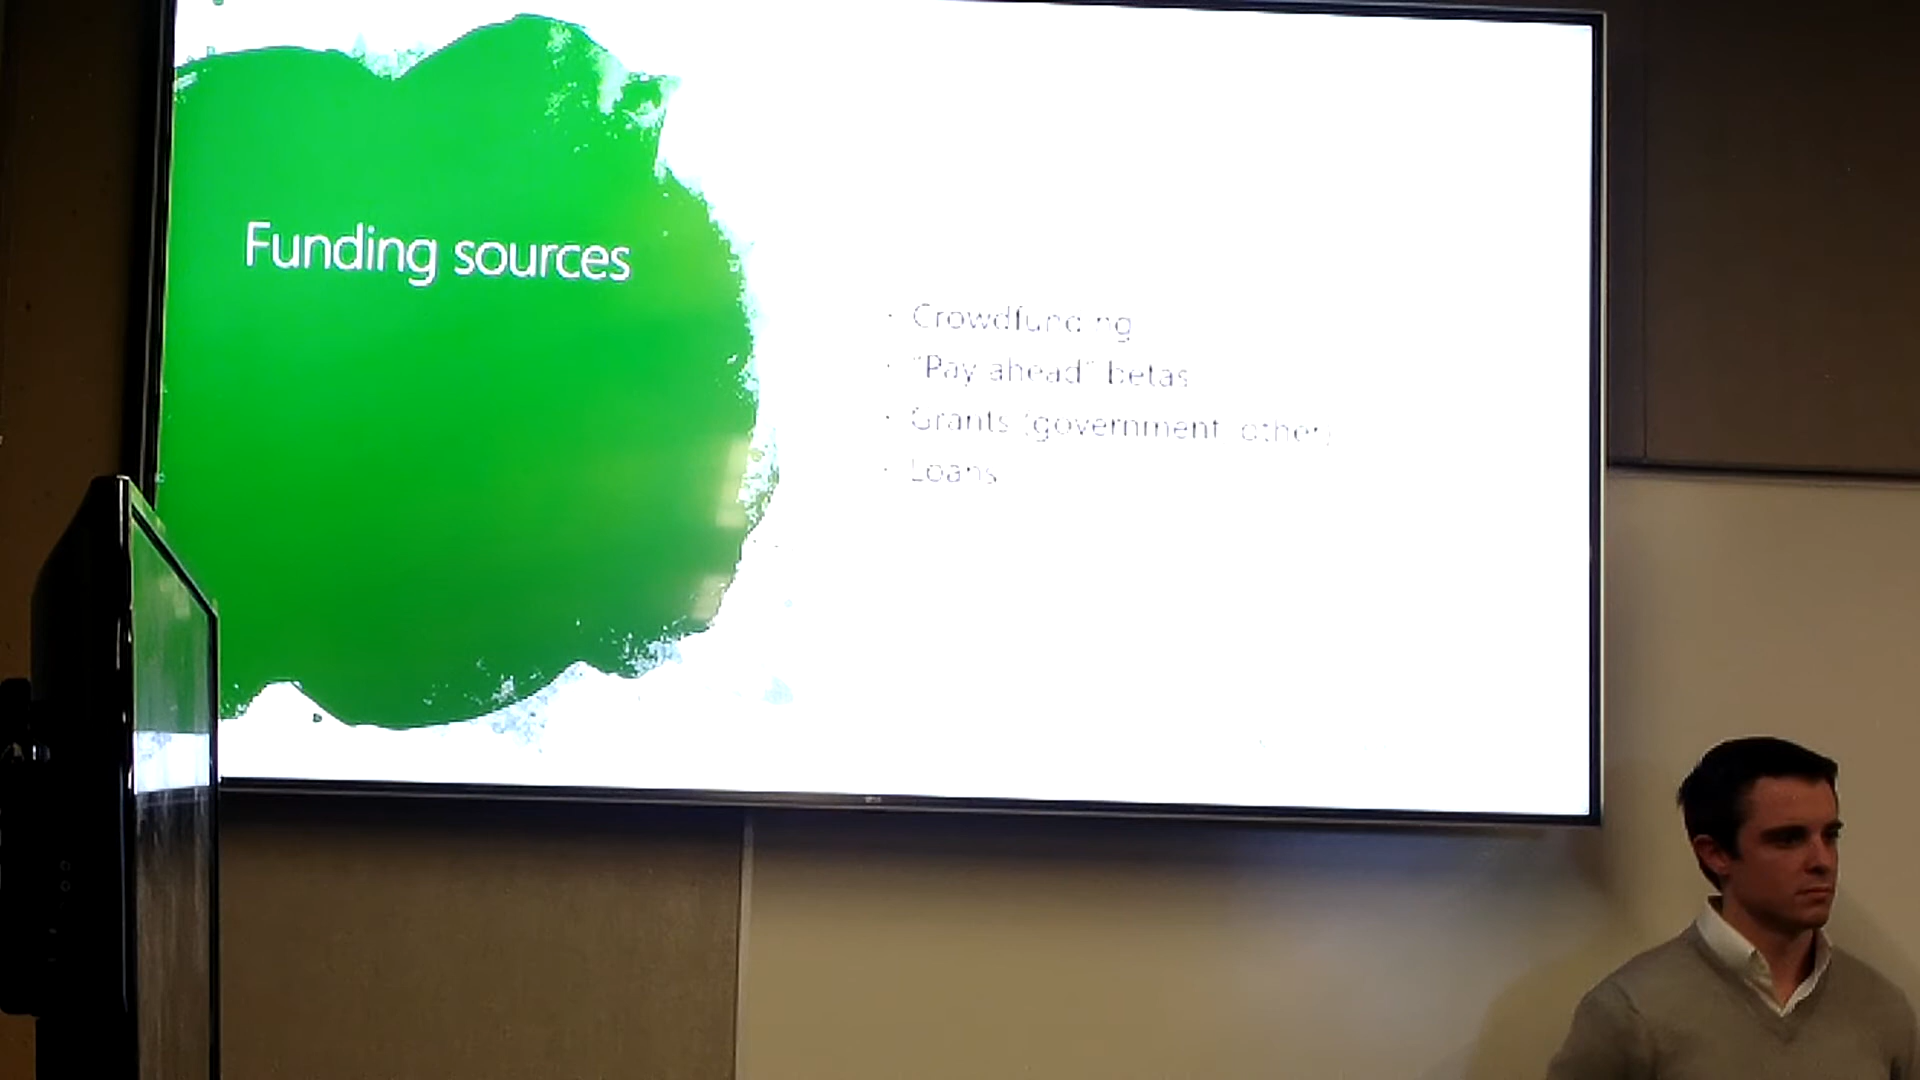 Funding sources
· Crowdfunding
· "Pay ahead" betas
· Grants (government, other)
· Loans